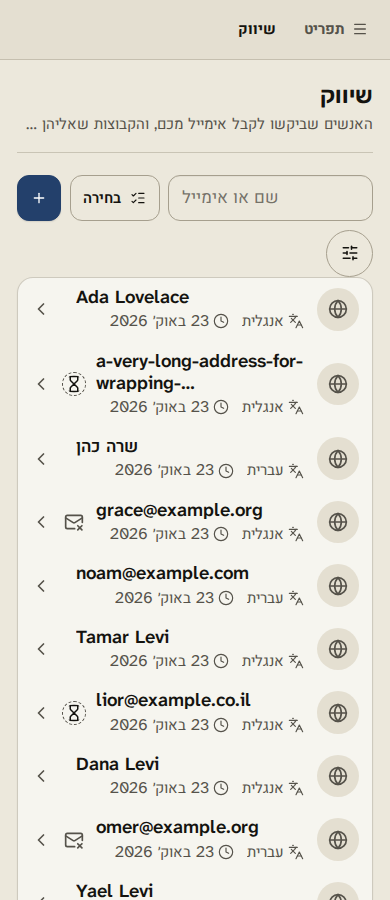 תפריט
שיווק
שיווק
האנשים שביקשו לקבל אימייל מכם, והקבוצות שאליהן ...
שם או אימייל
בחירה
Ada Lovelace
אנגלית 23 באוק׳ 2026
a-very-long-address-for-
wrapping-...
אנגלית 23 באוק׳ 2026
שרה כהן
עברית 23 באוק׳ 2026
grace@example.org
אנגלית 23 באוק׳ 2026
noam@example.com
עברית 23 באוק׳ 2026
Tamar Levi
אנגלית 23 באוק׳ 2026
lior@example.co.il
אנגלית 23 באוק׳ 2026
Dana Levi
אנגלית 23 באוק׳ 2026
omer@example.org
עברית 23 באוק׳ 2026
Yael Levi